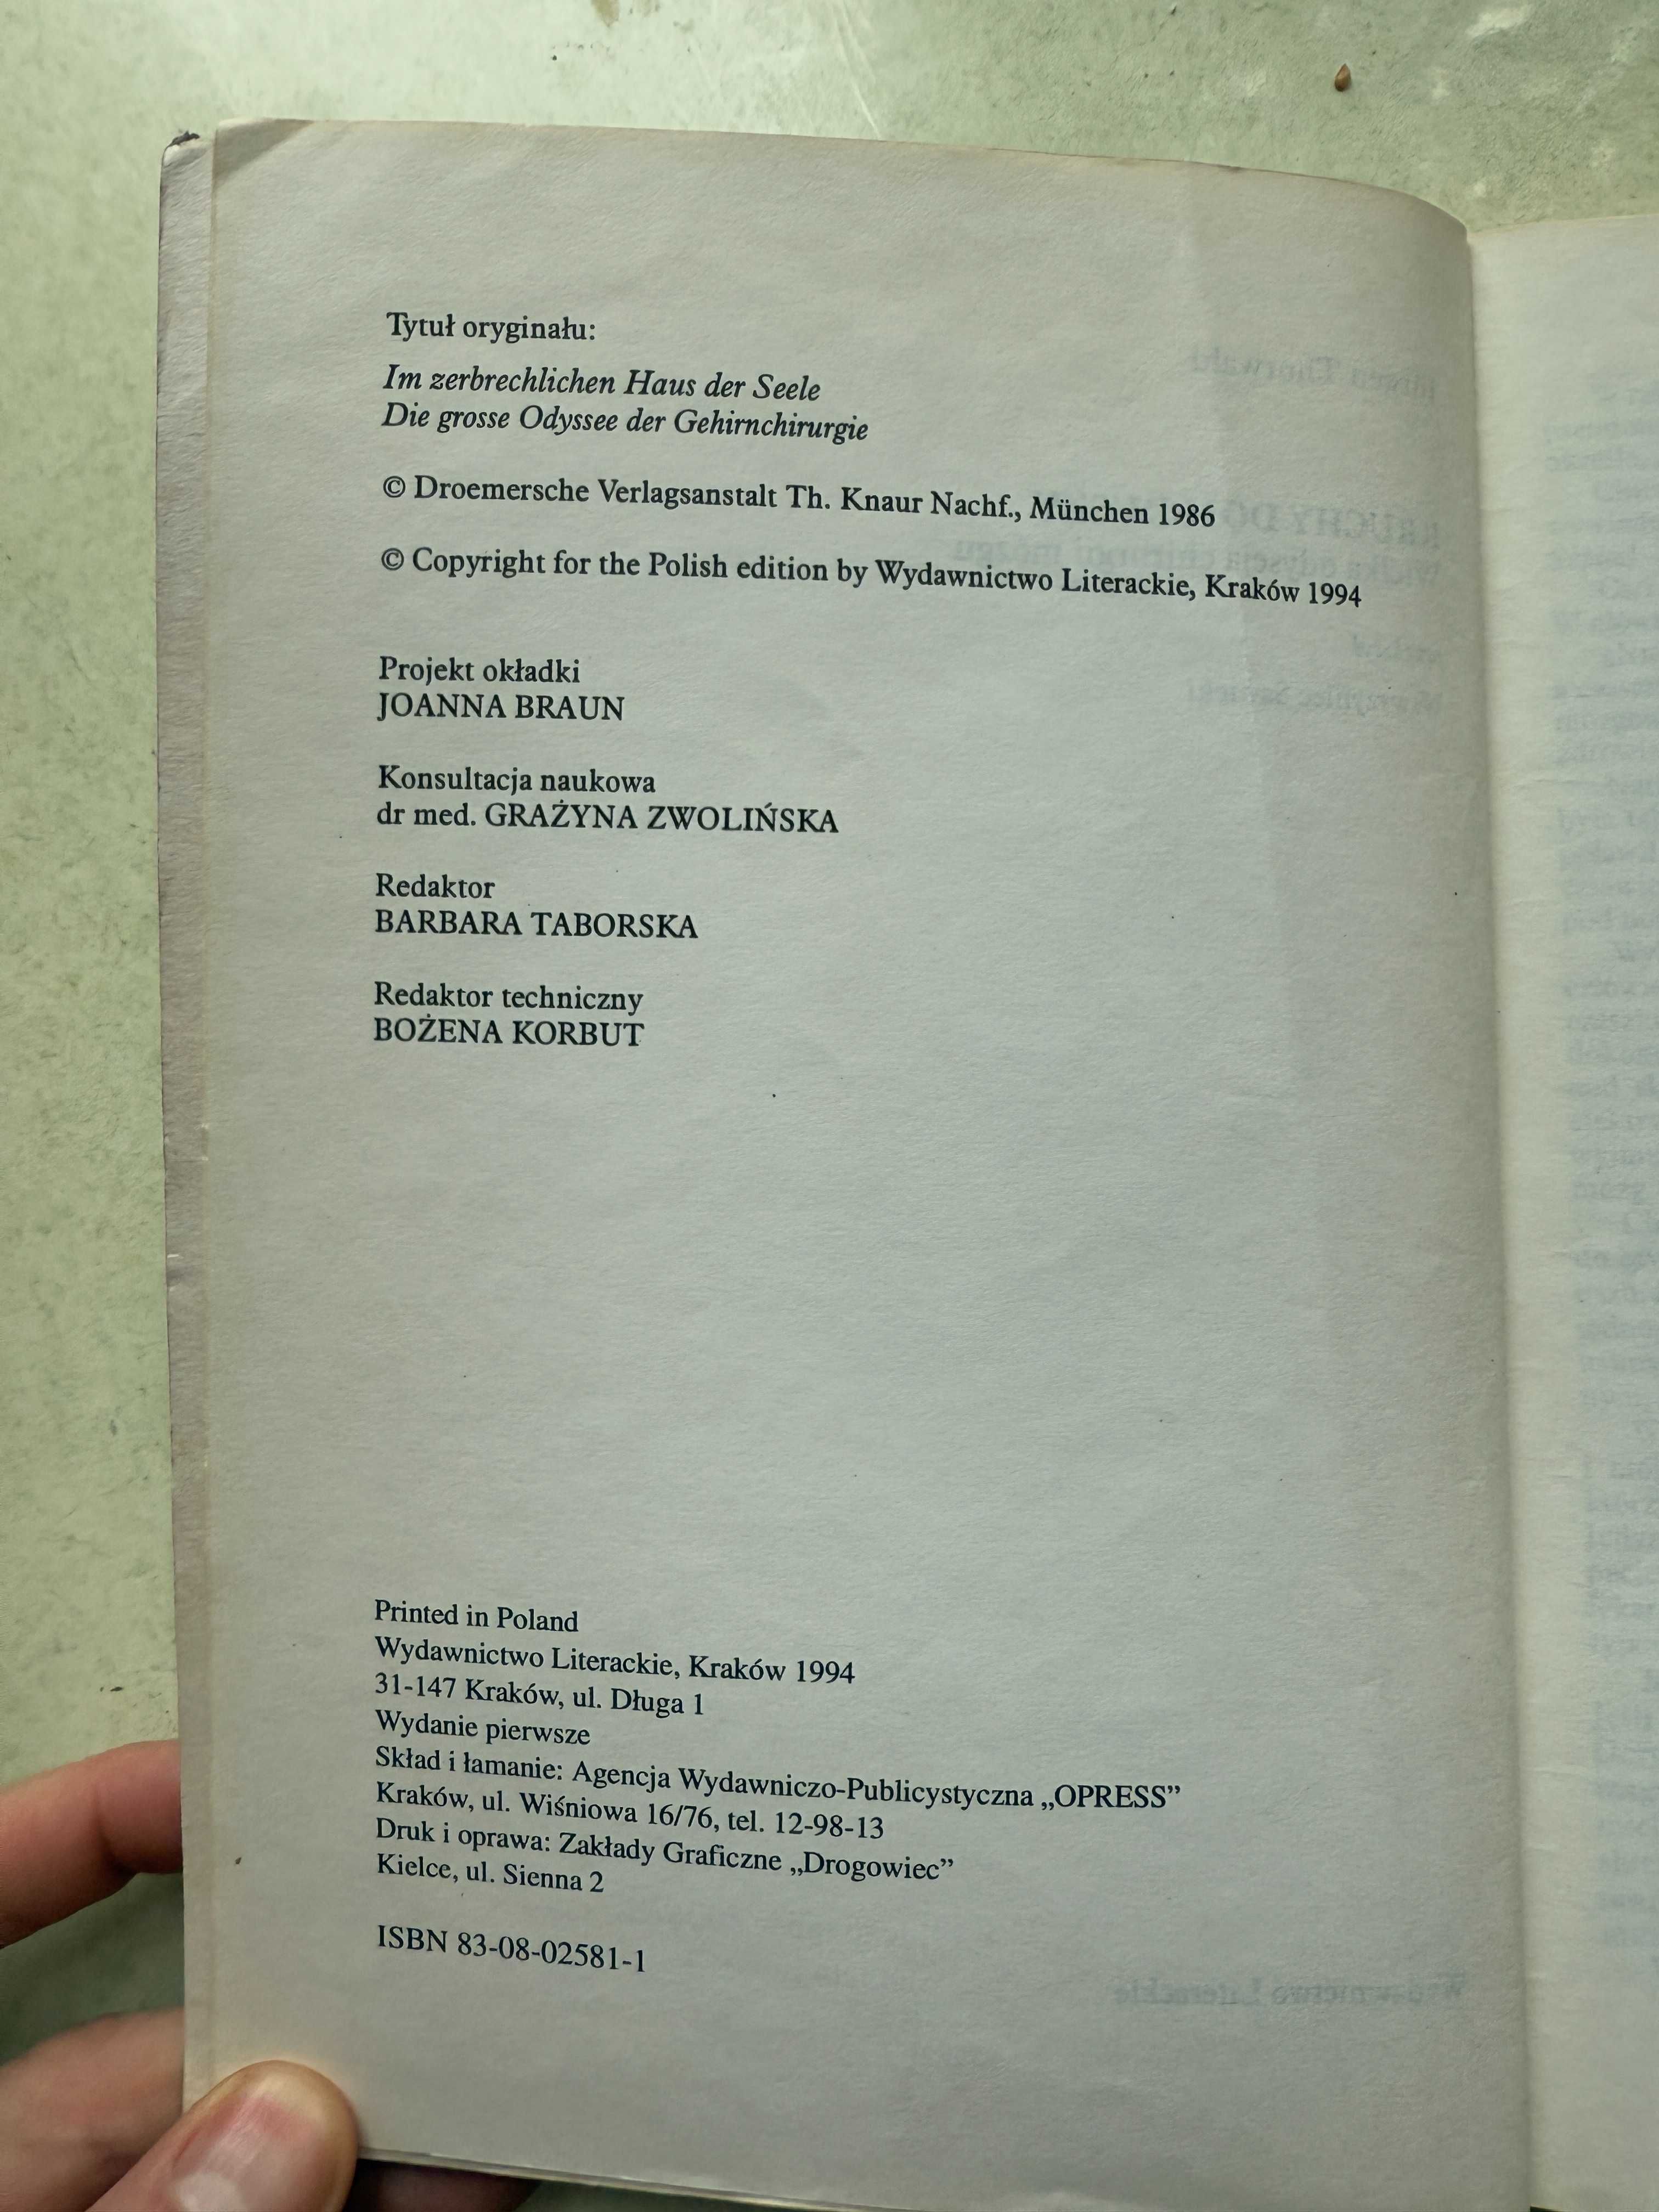 Tytuł oryginału:
Im zerbrechlichen Haus der Seele
Die grosse Odyssee der Gehirnchirurgie
© Droemersche Verlagsanstalt Th. Knaur Nachf., München 1986
© Copyright for the Polish edition by Wydawnictwo Literackie, Kraków 1994
Projekt okładki
JOANNA BRAUN
Konsultacja naukowa
dr med. GRAŻYNA ZWOLIŃSKA
Redaktor
BARBARA TABORSKA
Redaktor techniczny
BOŻENA KORBUT
Printed in Poland
Wydawnictwo Literackie, Kraków 1994
31-147 Kraków, ul. Długa 1
Wydanie pierwsze
Skład i łamanie: Agencja Wydawniczo-Publicystyczna „OPRESS”
Kraków, ul. Wiśniowa 16/76, tel. 12-98-13
Druk i oprawa: Zakłady Graficzne „Drogowiec”
Kielce, ul. Sienna 2
ISBN 83-08-02581-1